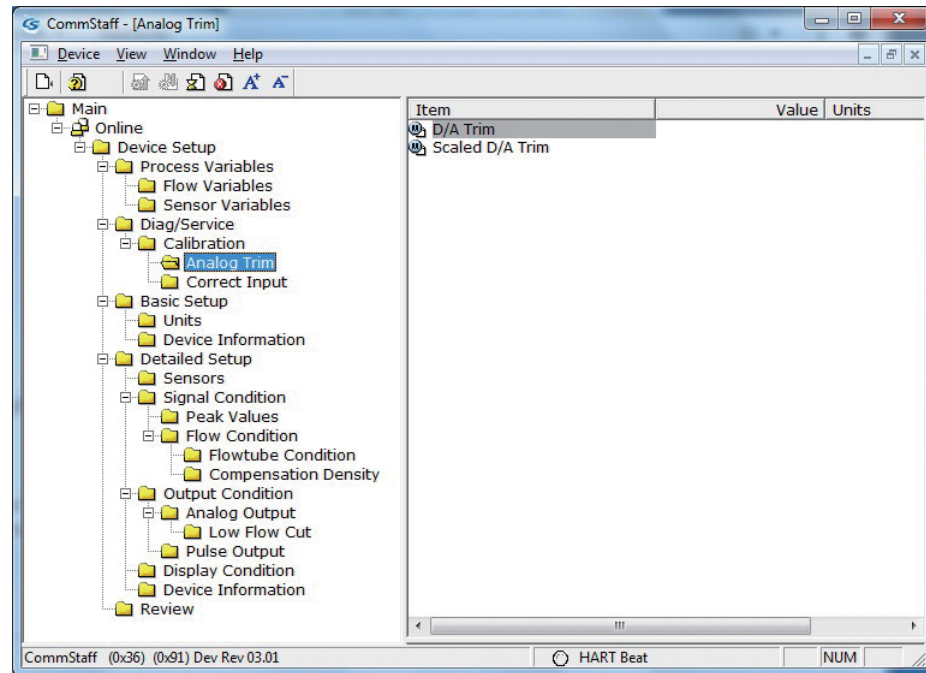 CommStaff - [Analog Trim]
Device View Window Help
Main
Online
Device Setup
Process Variables
Flow Variables
Sensor Variables
Diag/Service
Calibration
Analog Trim
Correct Input
Basic Setup
Units
Device Information
Detailed Setup
Sensors
Signal Condition
Peak Values
Flow Condition
Flowtube Condition
Compensation Density
Output Condition
Analog Output
Low Flow Cut
Pulse Output
Display Condition
Device Information
Review
Item Value Units
D/A Trim
Scaled D/A Trim
CommStaff (0x36) (0x91) Dev Rev 03.01 HART Beat NUM